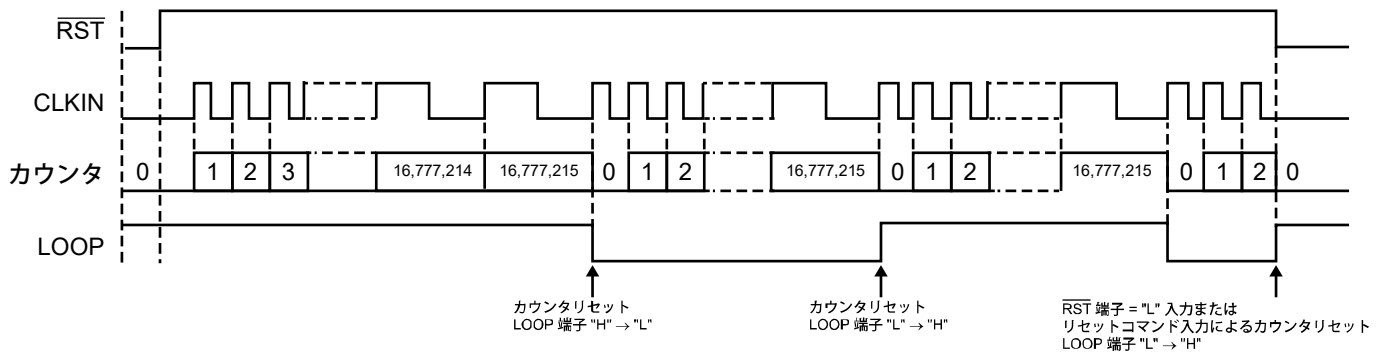 RST
CLKIN
カウンタ 0 1 2 3 16,777,214 16,777,215 0 1 2 16,777,215 0 1 2 16,777,215 0 1 2 0
LOOP
カウンタリセット
LOOP 端子 "H" → "L"
カウンタリセット
LOOP 端子 "L" → "H"
RST 端子 = "L" 入力または
リセットコマンド入力によるカウンタリセット
LOOP 端子 "L" → "H"